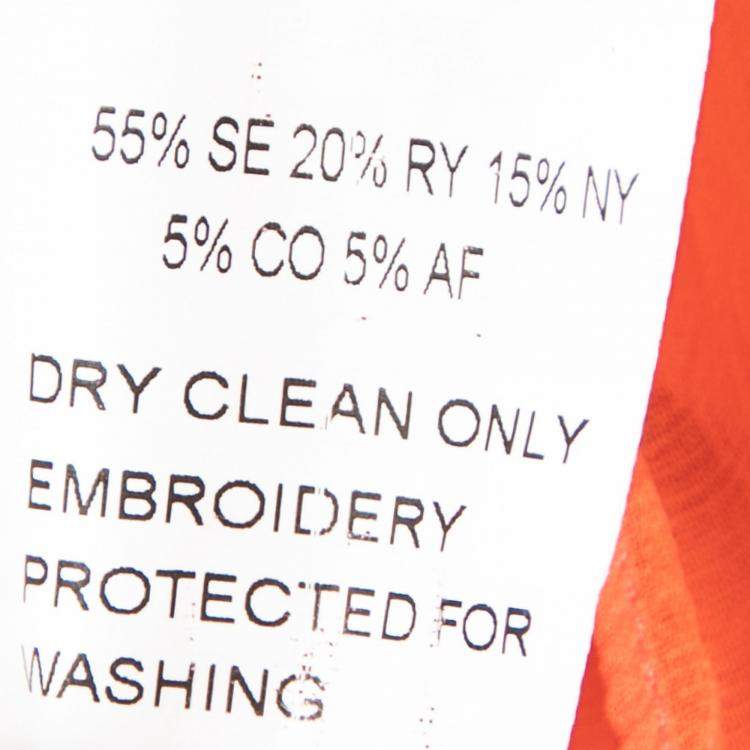 55% SE 20% RY 15% NY
5% CO 5% AF
DRY CLEAN ONLY
EMBROIDERY
PROTECTED FOR
WASHING